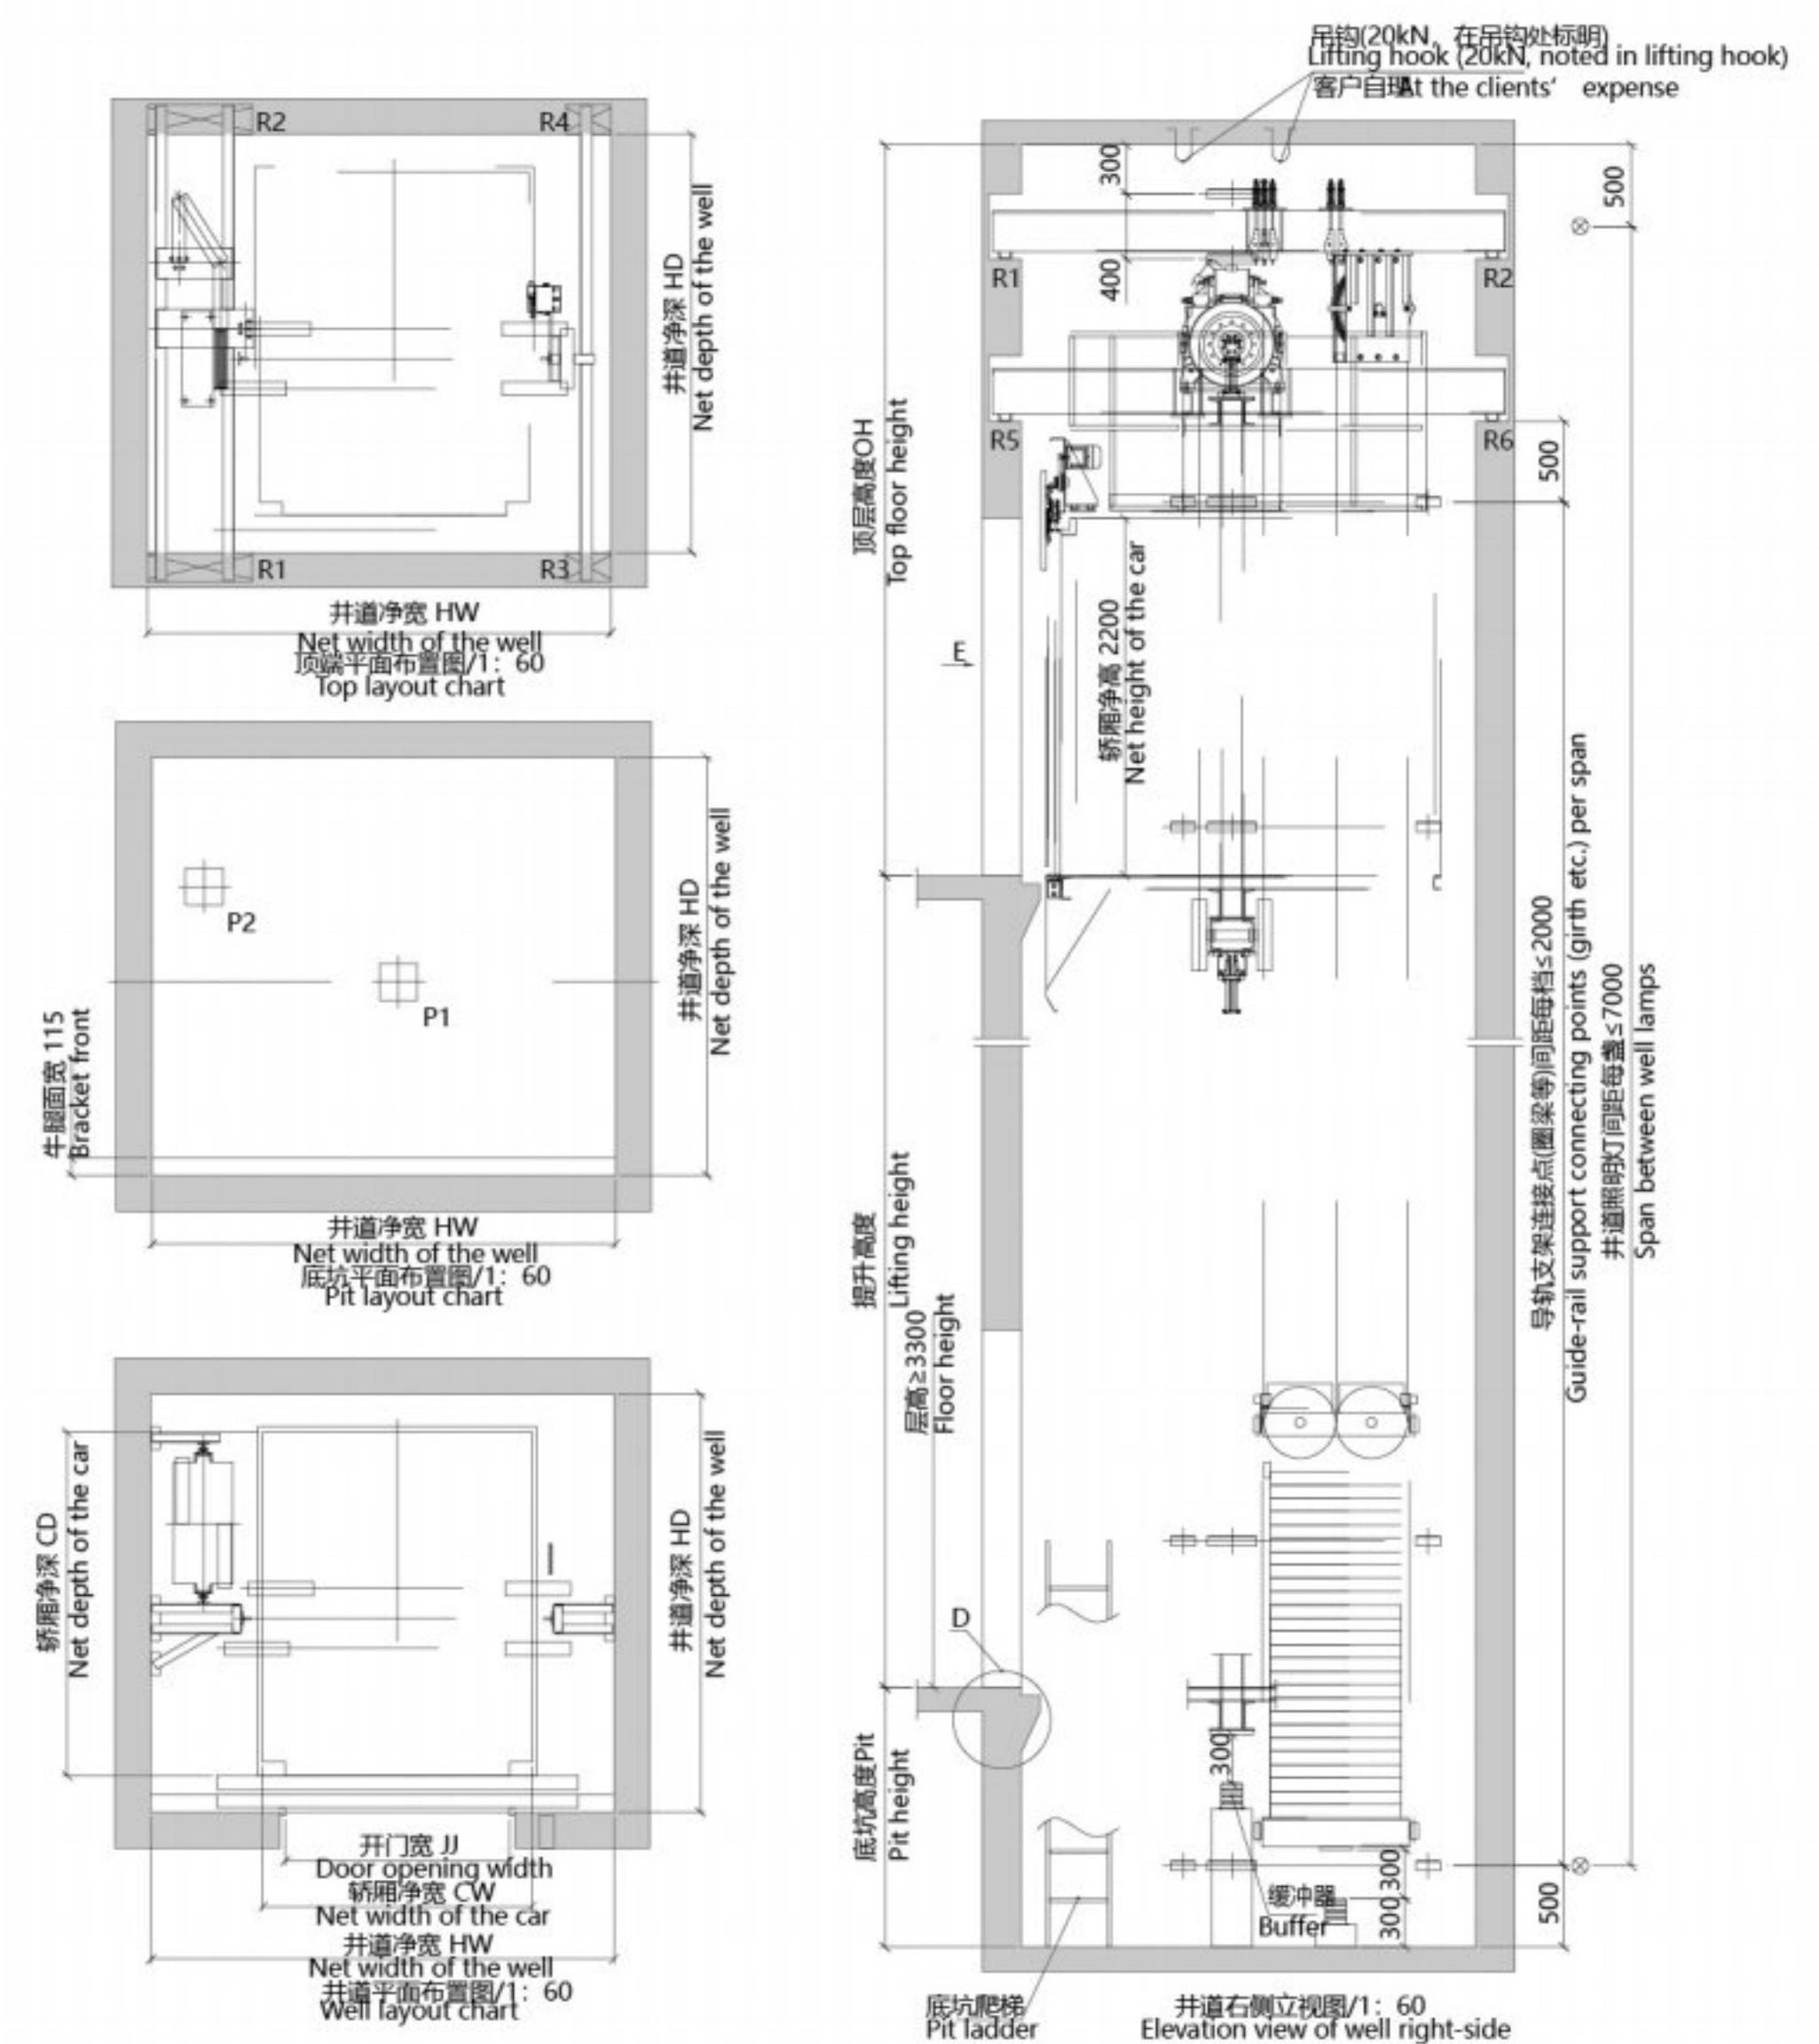 R2
R4
R1
R3
井道净深 HD
Net depth of the well
井道净宽 HW
Net width of the well
顶端平面布置图/1：60
Top layout chart
P2
P1
牛腿面宽 115
Bracket front
井道净深 HD
Net depth of the well
井道净宽 HW
Net width of the well
底坑平面布置图/1：60
Pit layout chart
轿厢净深 CD
Net depth of the car
井道净深 HD
Net depth of the well
开门宽 JJ
Door opening width
轿厢净宽 CW
Net width of the car
井道净宽 HW
Net width of the well
井道平面布置图/1：60
Well layout chart
吊钩(20kN，在吊钩处标明)
Lifting hook (20kN, noted in lifting hook)
客户自理At the clients’ expense
300
500
400
R1
R2
R5
R6
500
顶层高度OH
Top floor height
轿厢净高 2200
Net height of the car
E
提升高度
Lifting height
层高≥3300
Floor height
导轨支架连接点(圈梁等)间距每档≤2000
Guide-rail support connecting points (girth etc.) per span
井道照明灯间距每盏≤7000
Span between well lamps
D
底坑高度Pit
Pit height
300
300
300
500
缓冲器
Buffer
底坑爬梯
Pit ladder
井道右侧立视图/1：60
Elevation view of well right-side